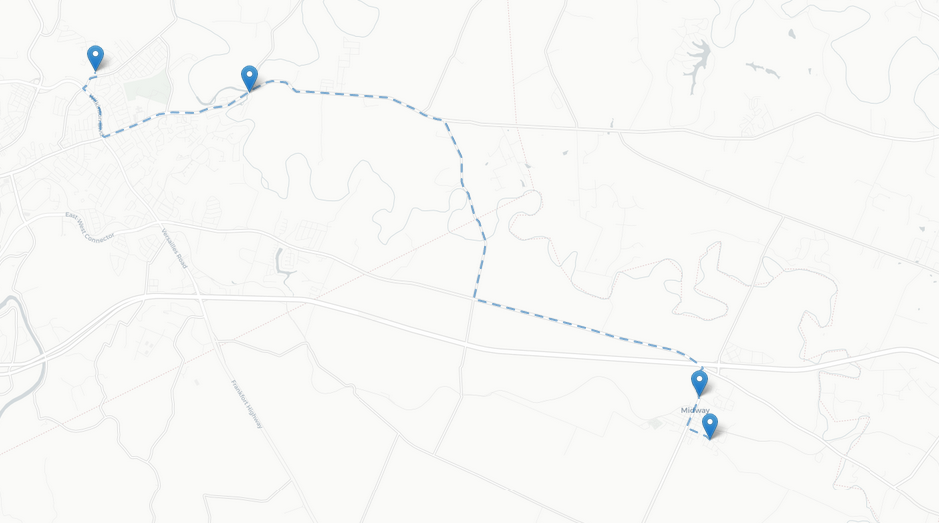 East-West Connector
Versailles Road
Frankfort Highway
Midway